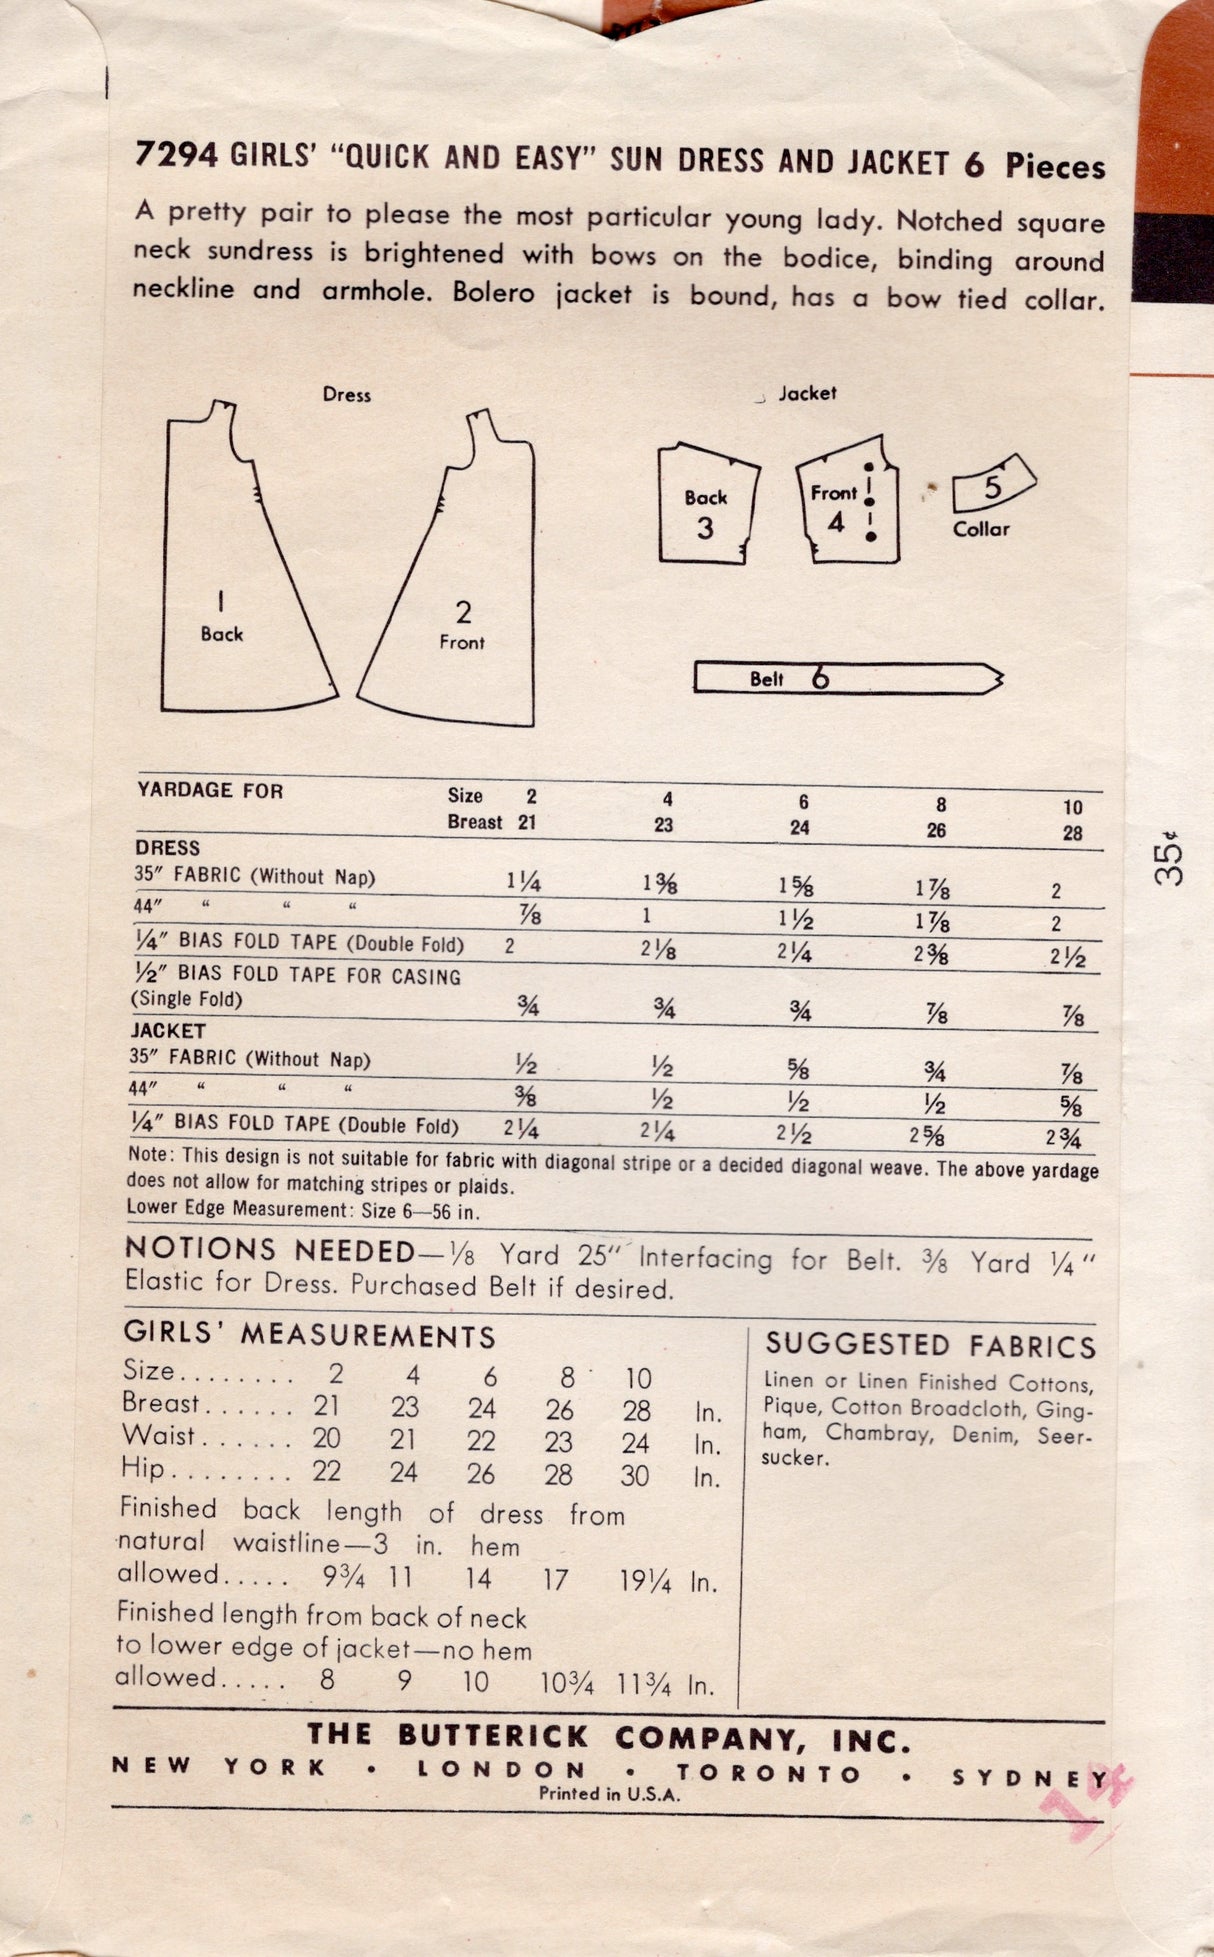 7294 GIRLS' “QUICK AND EASY” SUN DRESS AND JACKET 6 Pieces
A pretty pair to please the most particular young lady. Notched square
neck sundress is brightened with bows on the bodice, binding around
neckline and armhole. Bolero jacket is bound, has a bow tied collar.
Dress
Jacket
1
Back
2
Front
Back
3
Front
4
5
Collar
Belt 6
YARDAGE FOR Size 2 4 6 8 10
Breast 21 23 24 26 28
DRESS
35″ FABRIC (Without Nap) 1¼ 1⅜ 1⅝ 1⅞ 2
44″ “ “ “ ⅞ 1 1½ 1⅞ 2
¼″ BIAS FOLD TAPE (Double Fold) 2 2⅛ 2¼ 2⅜ 2½
½″ BIAS FOLD TAPE FOR CASING
(Single Fold) ¾ ¾ ¾ ⅞ ⅞
JACKET
35″ FABRIC (Without Nap) ½ ½ ⅝ ¾ ⅞
44″ “ “ “ ⅜ ½ ½ ½ ⅝
¼″ BIAS FOLD TAPE (Double Fold) 2¼ 2¼ 2½ 2⅝ 2¾
Note: This design is not suitable for fabric with diagonal stripe or a decided diagonal weave. The above yardage
does not allow for matching stripes or plaids.
Lower Edge Measurement: Size 6—56 in.
NOTIONS NEEDED—⅛ Yard 25″ Interfacing for Belt. ⅜ Yard ¼″
Elastic for Dress. Purchased Belt if desired.
GIRLS' MEASUREMENTS
Size........ 2 4 6 8 10
Breast...... 21 23 24 26 28 In.
Waist...... 20 21 22 23 24 In.
Hip........ 22 24 26 28 30 In.
Finished back length of dress from
natural waistline—3 in. hem
allowed..... 9¾ 11 14 17 19¼ In.
Finished length from back of neck
to lower edge of jacket—no hem
allowed..... 8 9 10 10¾ 11¾ In.
SUGGESTED FABRICS
Linen or Linen Finished Cottons,
Pique, Cotton Broadcloth, Ging-
ham, Chambray, Denim, Seer-
sucker.
THE BUTTERICK COMPANY, INC.
NEW YORK • LONDON • TORONTO • SYDNEY
Printed in U.S.A.
35¢